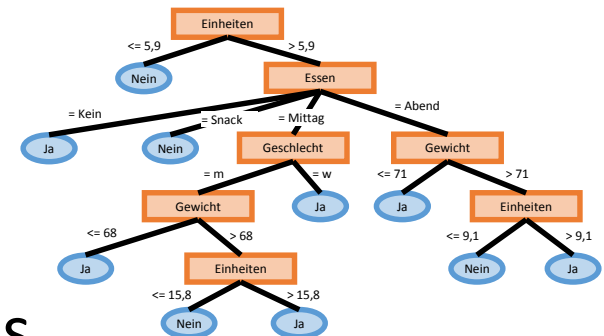 Einheiten
<= 5,9
> 5,9
Nein
Essen
= Kein
= Snack
= Mittag
= Abend
Ja
Nein
Geschlecht
Gewicht
= m
= w
<= 71
> 71
Gewicht
Ja
Ja
Einheiten
<= 68
> 68
<= 9,1
> 9,1
Ja
Einheiten
Nein
Ja
<= 15,8
> 15,8
Nein
Ja
s